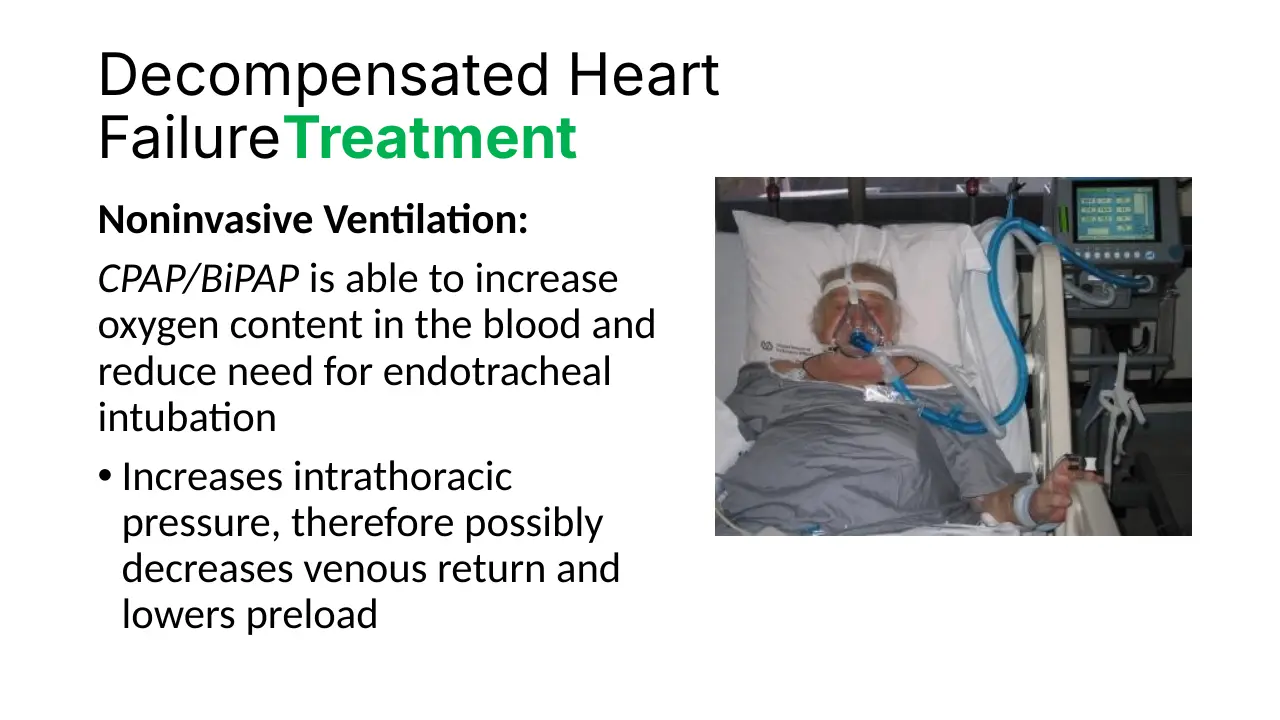 Decompensated Heart
FailureTreatment
Noninvasive Ventilation:
CPAP/BiPAP is able to increase
oxygen content in the blood and
reduce need for endotracheal
intubation
• Increases intrathoracic
pressure, therefore possibly
decreases venous return and
lowers preload